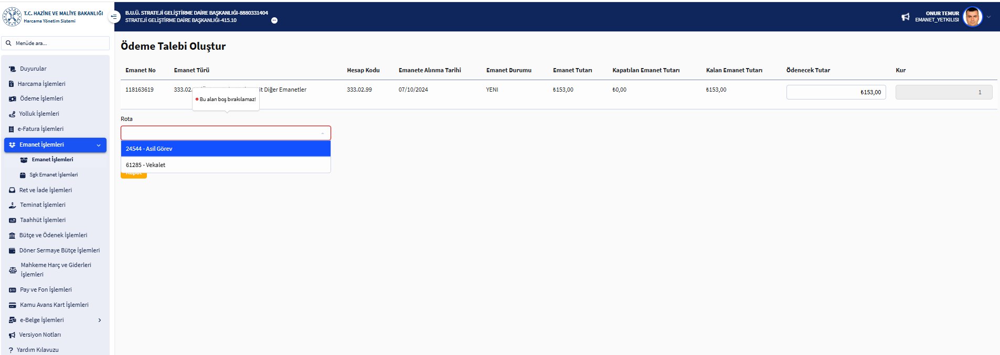 T.C. HAZİNE VE MALİYE BAKANLIĞI
Harcama Yönetim Sistemi
B.U.Ü. STRATEJİ GELİŞTİRME DAİRE BAŞKANLIĞI-8880331404
STRATEJİ GELİŞTİRME DAİRE BAŞKANLIĞI-415.10
ONUR TEMUR
EMANET_YETKILISI
Menüde ara...
Duyurular
Harcama İşlemleri
Ödeme İşlemleri
Yolluk İşlemleri
e-Fatura İşlemleri
Emanet İşlemleri
Emanet İşlemleri
Sgk Emanet İşlemleri
Ret ve İade İşlemleri
Teminat İşlemleri
Taahhüt İşlemleri
Bütçe ve Ödenek İşlemleri
Döner Sermaye Bütçe İşlemleri
Mahkeme Harç ve Giderleri
İşlemleri
Pay ve Fon İşlemleri
Kamu Avans Kart İşlemleri
e-Belge İşlemleri
Versiyon Notları
? Yardım Kılavuzu
Ödeme Talebi Oluştur
Emanet No Emanet Türü Hesap Kodu Emanete Alınma Tarihi Emanet Durumu Emanet Tutarı Kapatılan Emanet Tutarı Kalan Emanet Tutarı Ödenecek Tutar Kur
118163619 333.02. Diğer Emanetler 333.02.99 07/10/2024 YENI ₺153,00 ₺0,00 ₺153,00 ₺153,00 1
Bu alan boş bırakılamaz!
Rota
24544 - Asil Görev
61285 - Vekalet